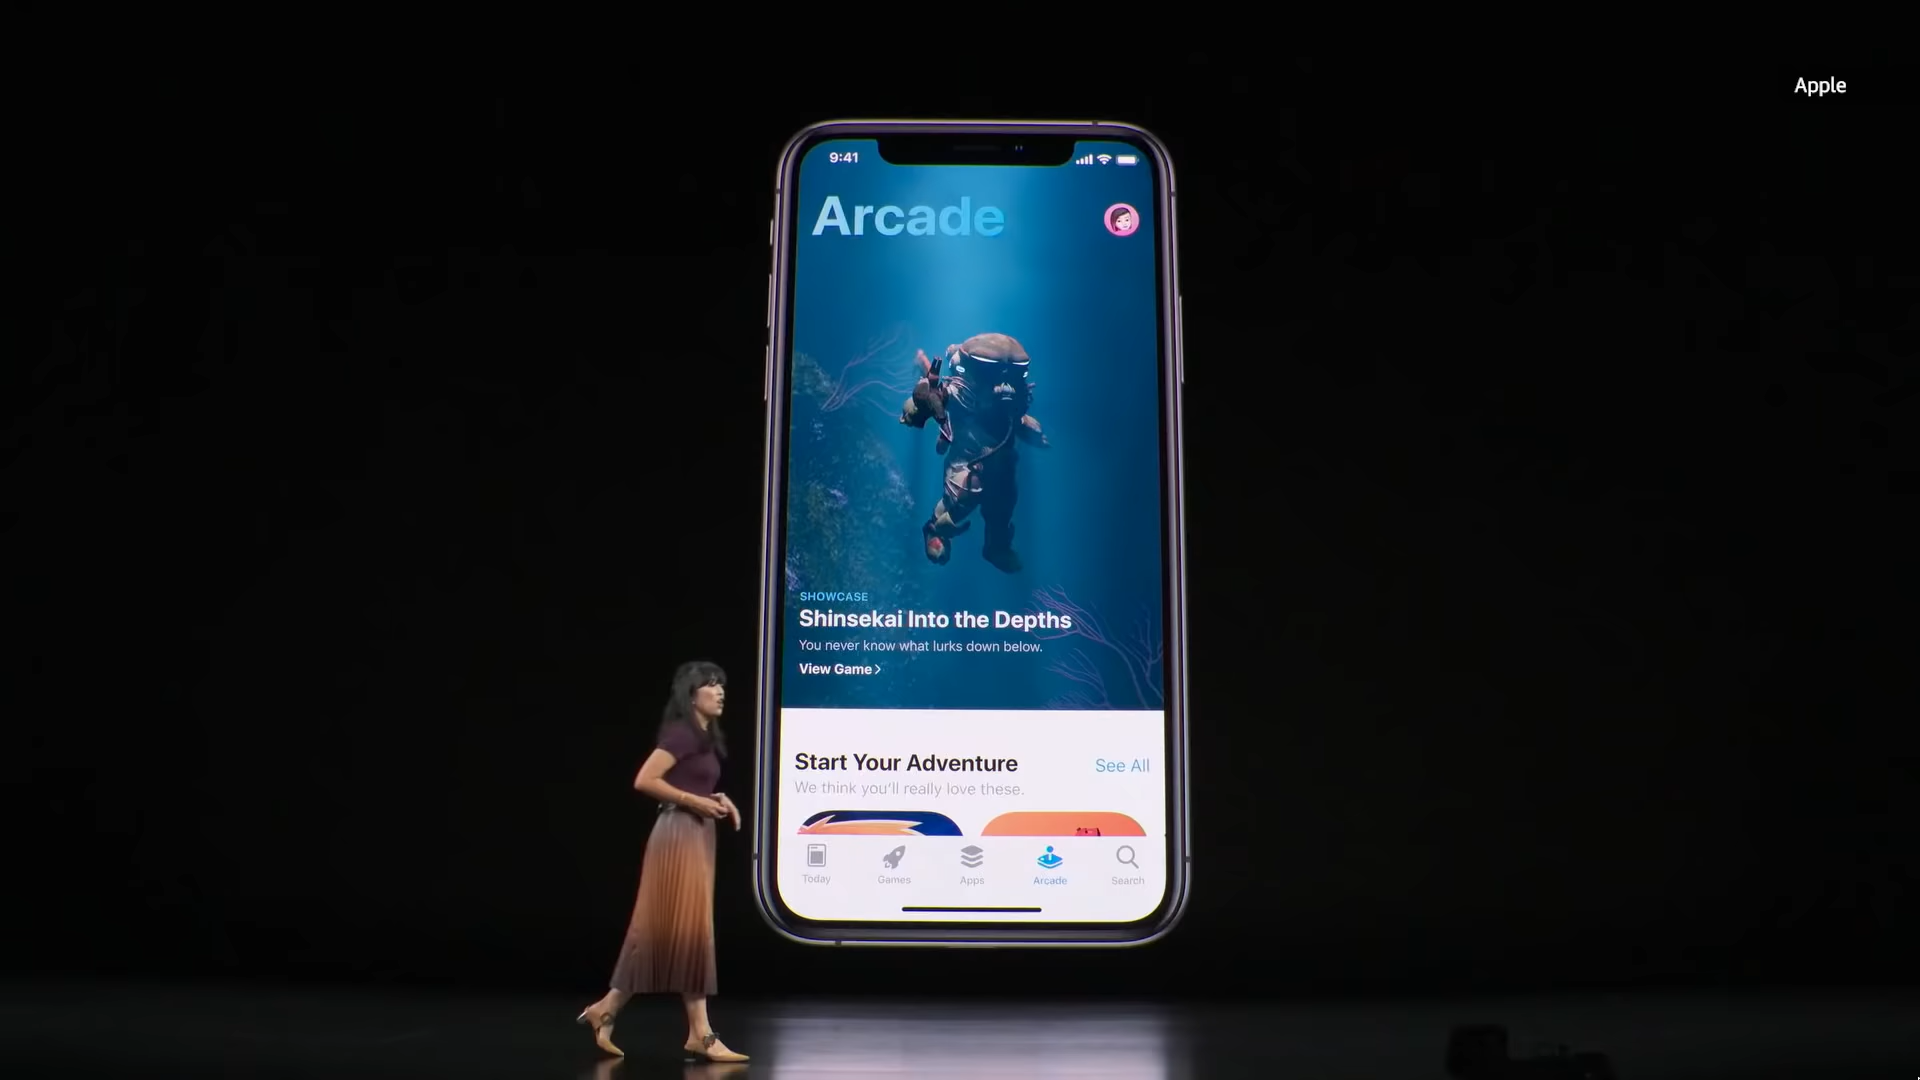 Apple
9:41
Arcade
SHOWCASE
Shinsekai Into the Depths
You never know what lurks down below.
View Game >
Start Your Adventure
See All
We think you'll really love these.
Today
Games
Apps
Arcade
Search